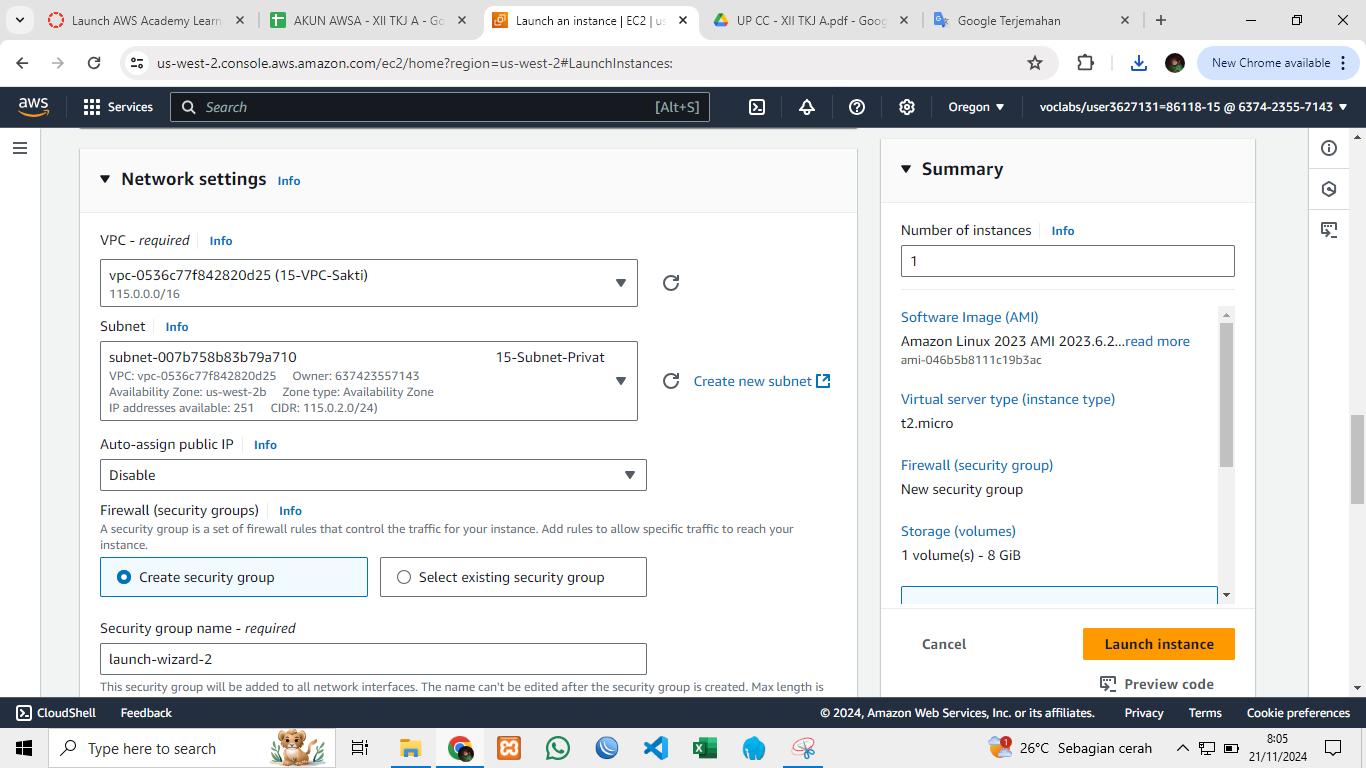 Launch AWS Academy Learn
AKUN AWSA - XII TKJ A - Go
Launch an instance | EC2 | us
UP CC - XII TKJ A.pdf - Goog
Google Terjemahan
us-west-2.console.aws.amazon.com/ec2/home?region=us-west-2#LaunchInstances:
New Chrome available
aws
Services
Search
[Alt+S]
Oregon
voclabs/user3627131=86118-15 @ 6374-2355-7143
Network settings Info
VPC - required Info
vpc-0536c77f842820d25 (15-VPC-Sakti)
115.0.0.0/16
Subnet Info
subnet-007b758b83b79a710 15-Subnet-Privat
VPC: vpc-0536c77f842820d25 Owner: 637423557143
Availability Zone: us-west-2b Zone type: Availability Zone
IP addresses available: 251 CIDR: 115.0.2.0/24)
Create new subnet
Auto-assign public IP Info
Disable
Firewall (security groups) Info
A security group is a set of firewall rules that control the traffic for your instance. Add rules to allow specific traffic to reach your
instance.
Create security group
Select existing security group
Security group name - required
launch-wizard-2
This security group will be added to all network interfaces. The name can't be edited after the security group is created. Max length is
Summary
Number of instances Info
1
Software Image (AMI)
Amazon Linux 2023 AMI 2023.6.2...read more
ami-046b5b8111c19b3ac
Virtual server type (instance type)
t2.micro
Firewall (security group)
New security group
Storage (volumes)
1 volume(s) - 8 GiB
Cancel
Launch instance
Preview code
CloudShell
Feedback
© 2024, Amazon Web Services, Inc. or its affiliates.
Privacy
Terms
Cookie preferences
Type here to search
26°C Sebagian cerah
8:05
21/11/2024